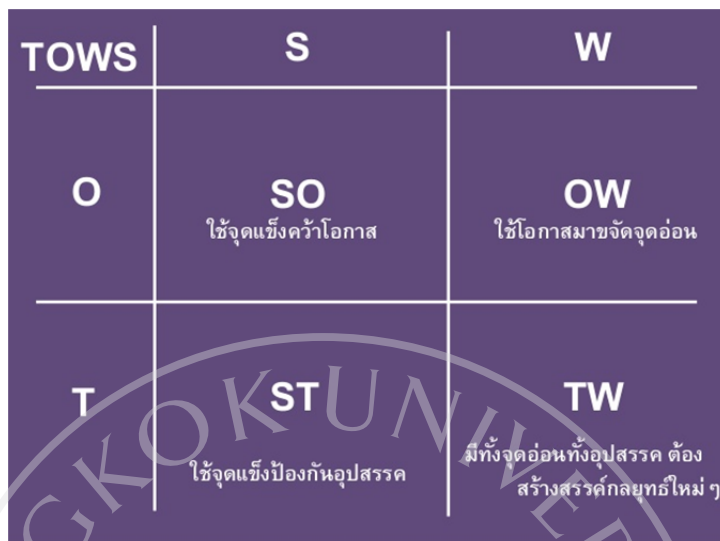 TOWS S W
O SO OW
ใช้จุดแข็งคว้าโอกาส ใช้โอกาสมาขจัดจุดอ่อน
T ST TW
ใช้จุดแข็งป้องกันอุปสรรค
มีทั้งจุดอ่อนทั้งอุปสรรค ต้อง
สร้างสรรค์กลยุทธ์ใหม่ ๆ
GKOK UNIVE